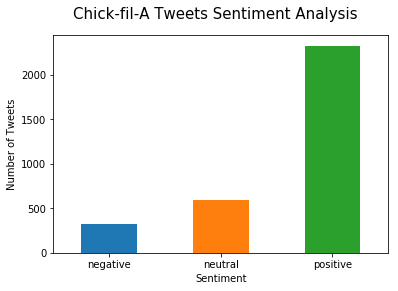 Chick-fil-A Tweets Sentiment Analysis
Number of Tweets
2000
1500
1000
500
0
negative neutral positive
Sentiment